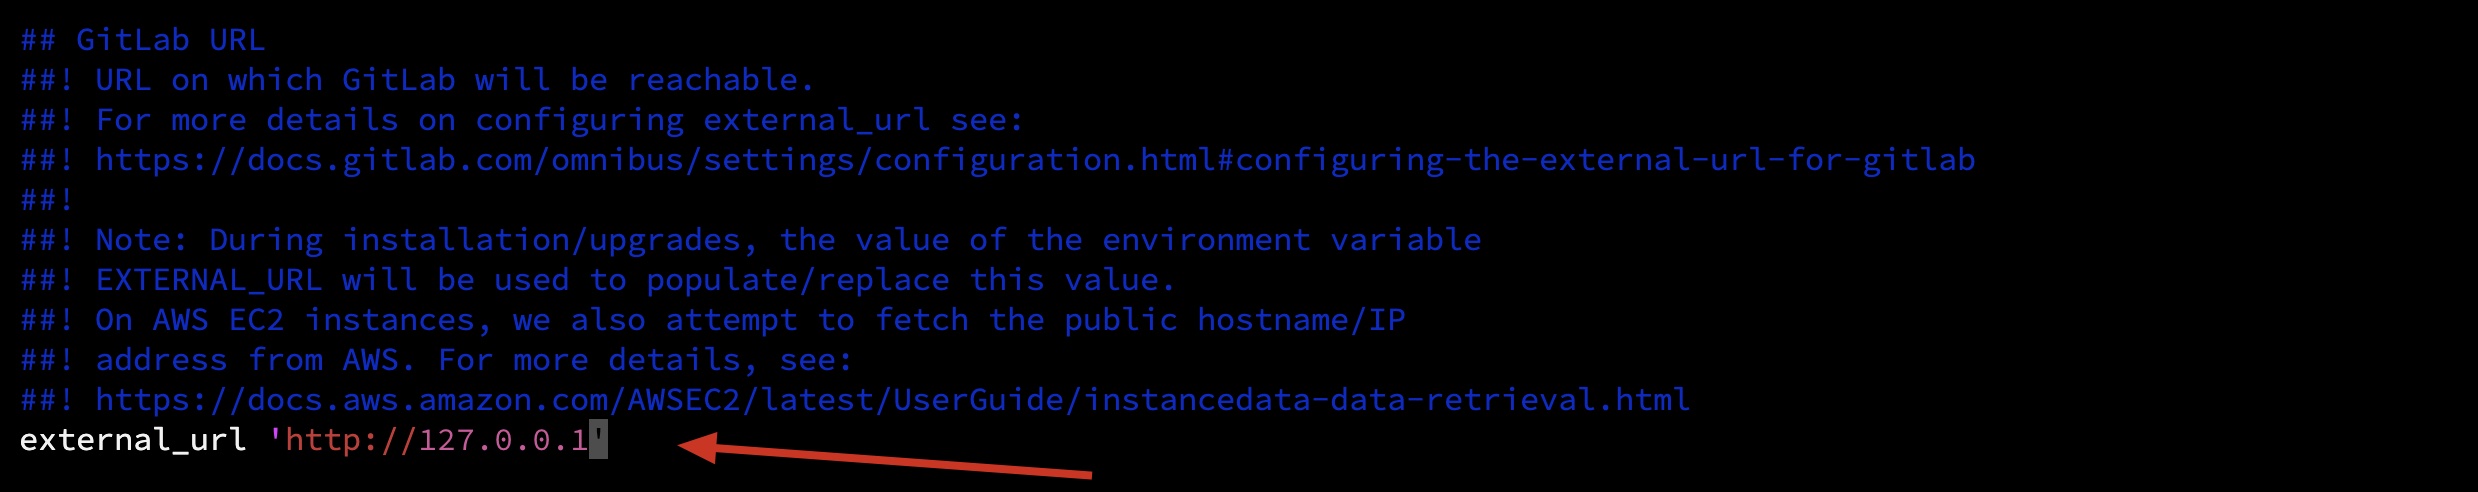 ## GitLab URL
##! URL on which GitLab will be reachable.
##! For more details on configuring external_url see:
##! https://docs.gitlab.com/omnibus/settings/configuration.html#configuring-the-external-url-for-gitlab
##!
##! Note: During installation/upgrades, the value of the environment variable
##! EXTERNAL_URL will be used to populate/replace this value.
##! On AWS EC2 instances, we also attempt to fetch the public hostname/IP
##! address from AWS. For more details, see:
##! https://docs.aws.amazon.com/AWSEC2/latest/UserGuide/instancedata-data-retrieval.html
external_url 'http://127.0.0.1'